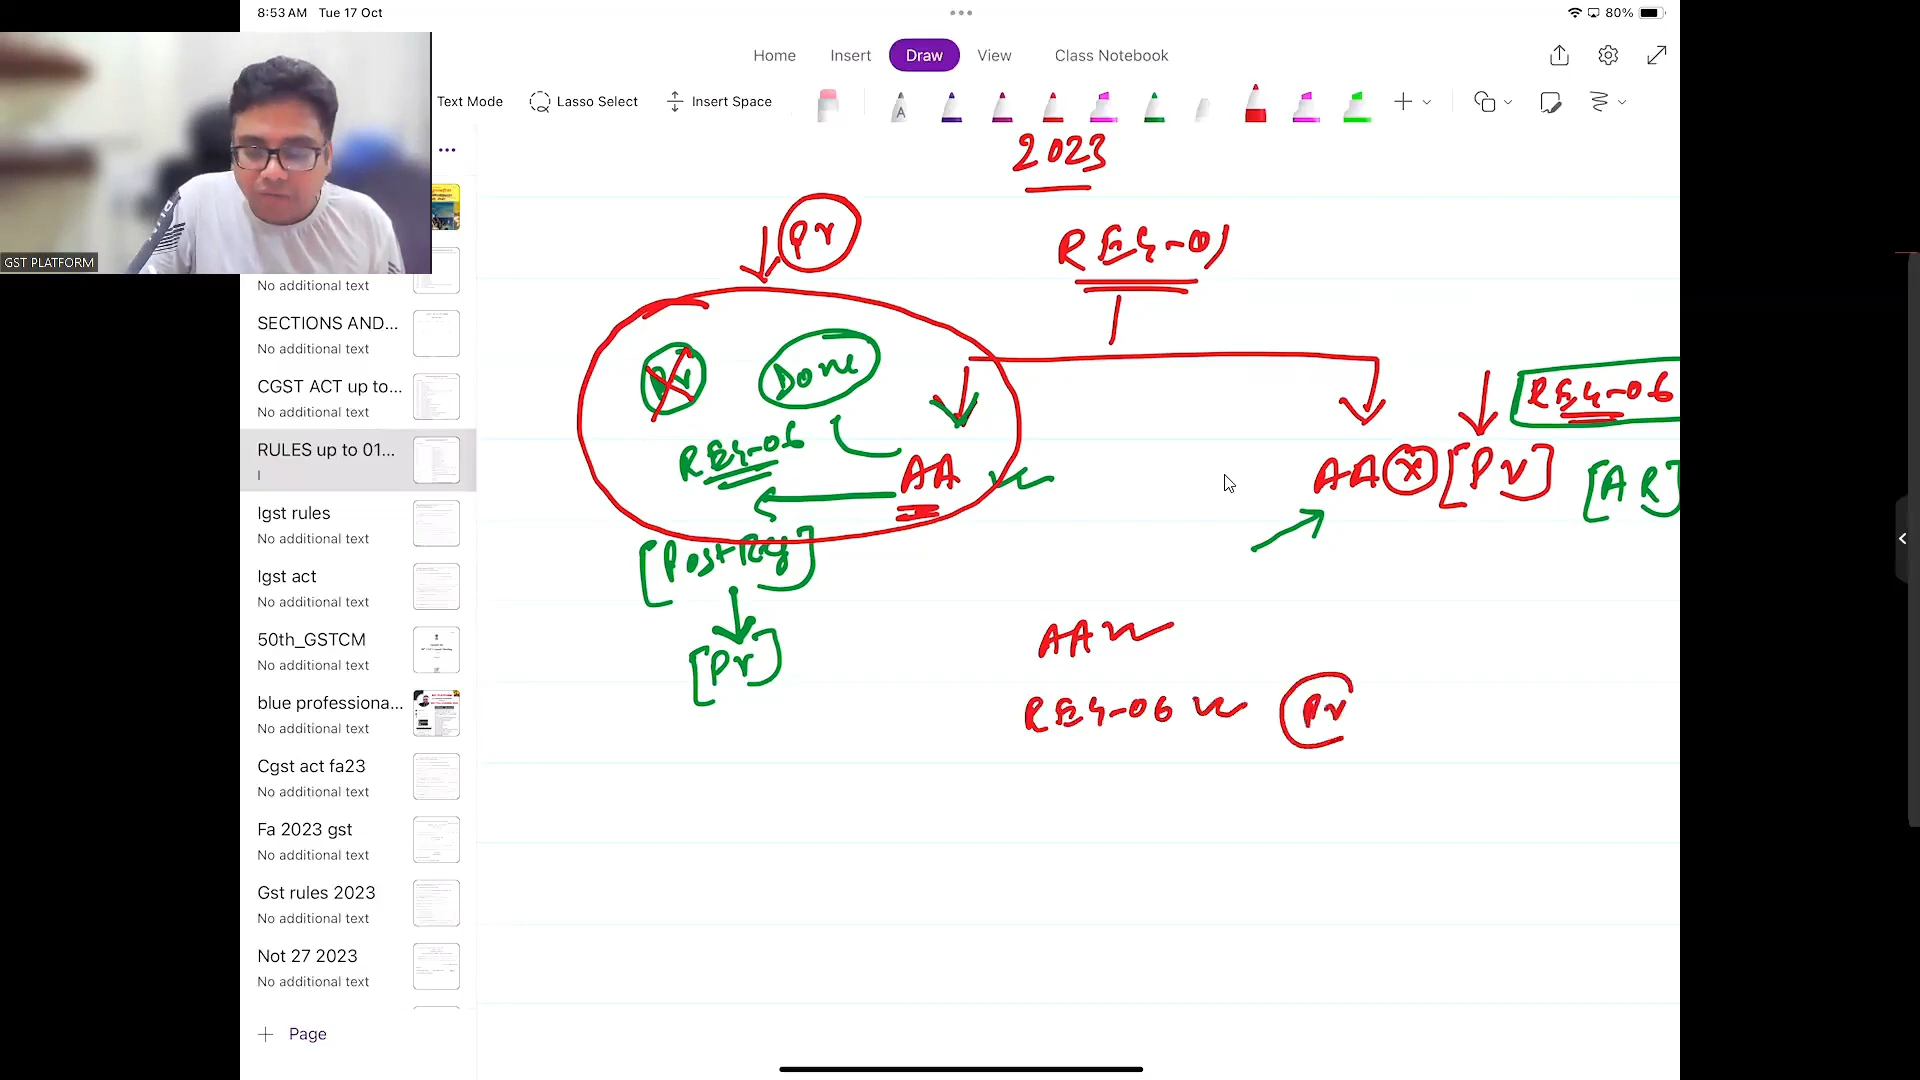 8:53 AM Tue 17 Oct
80%
Home Insert Draw View Class Notebook
Text Mode Lasso Select Insert Space
GST PLATFORM
No additional text
SECTIONS AND...
No additional text
CGST ACT up to...
No additional text
RULES up to 01...
I
Igst rules
No additional text
Igst act
No additional text
50th_GSTCM
No additional text
blue professiona...
No additional text
Cgst act fa23
No additional text
Fa 2023 gst
No additional text
Gst rules 2023
No additional text
Not 27 2023
No additional text
Page
2023
Pv
REG-01
Pv Done
REG-06
REG-06
AA
AA X [Pv] [AR]
[Post Reg]
[Pv]
AA
REG-06 Pv